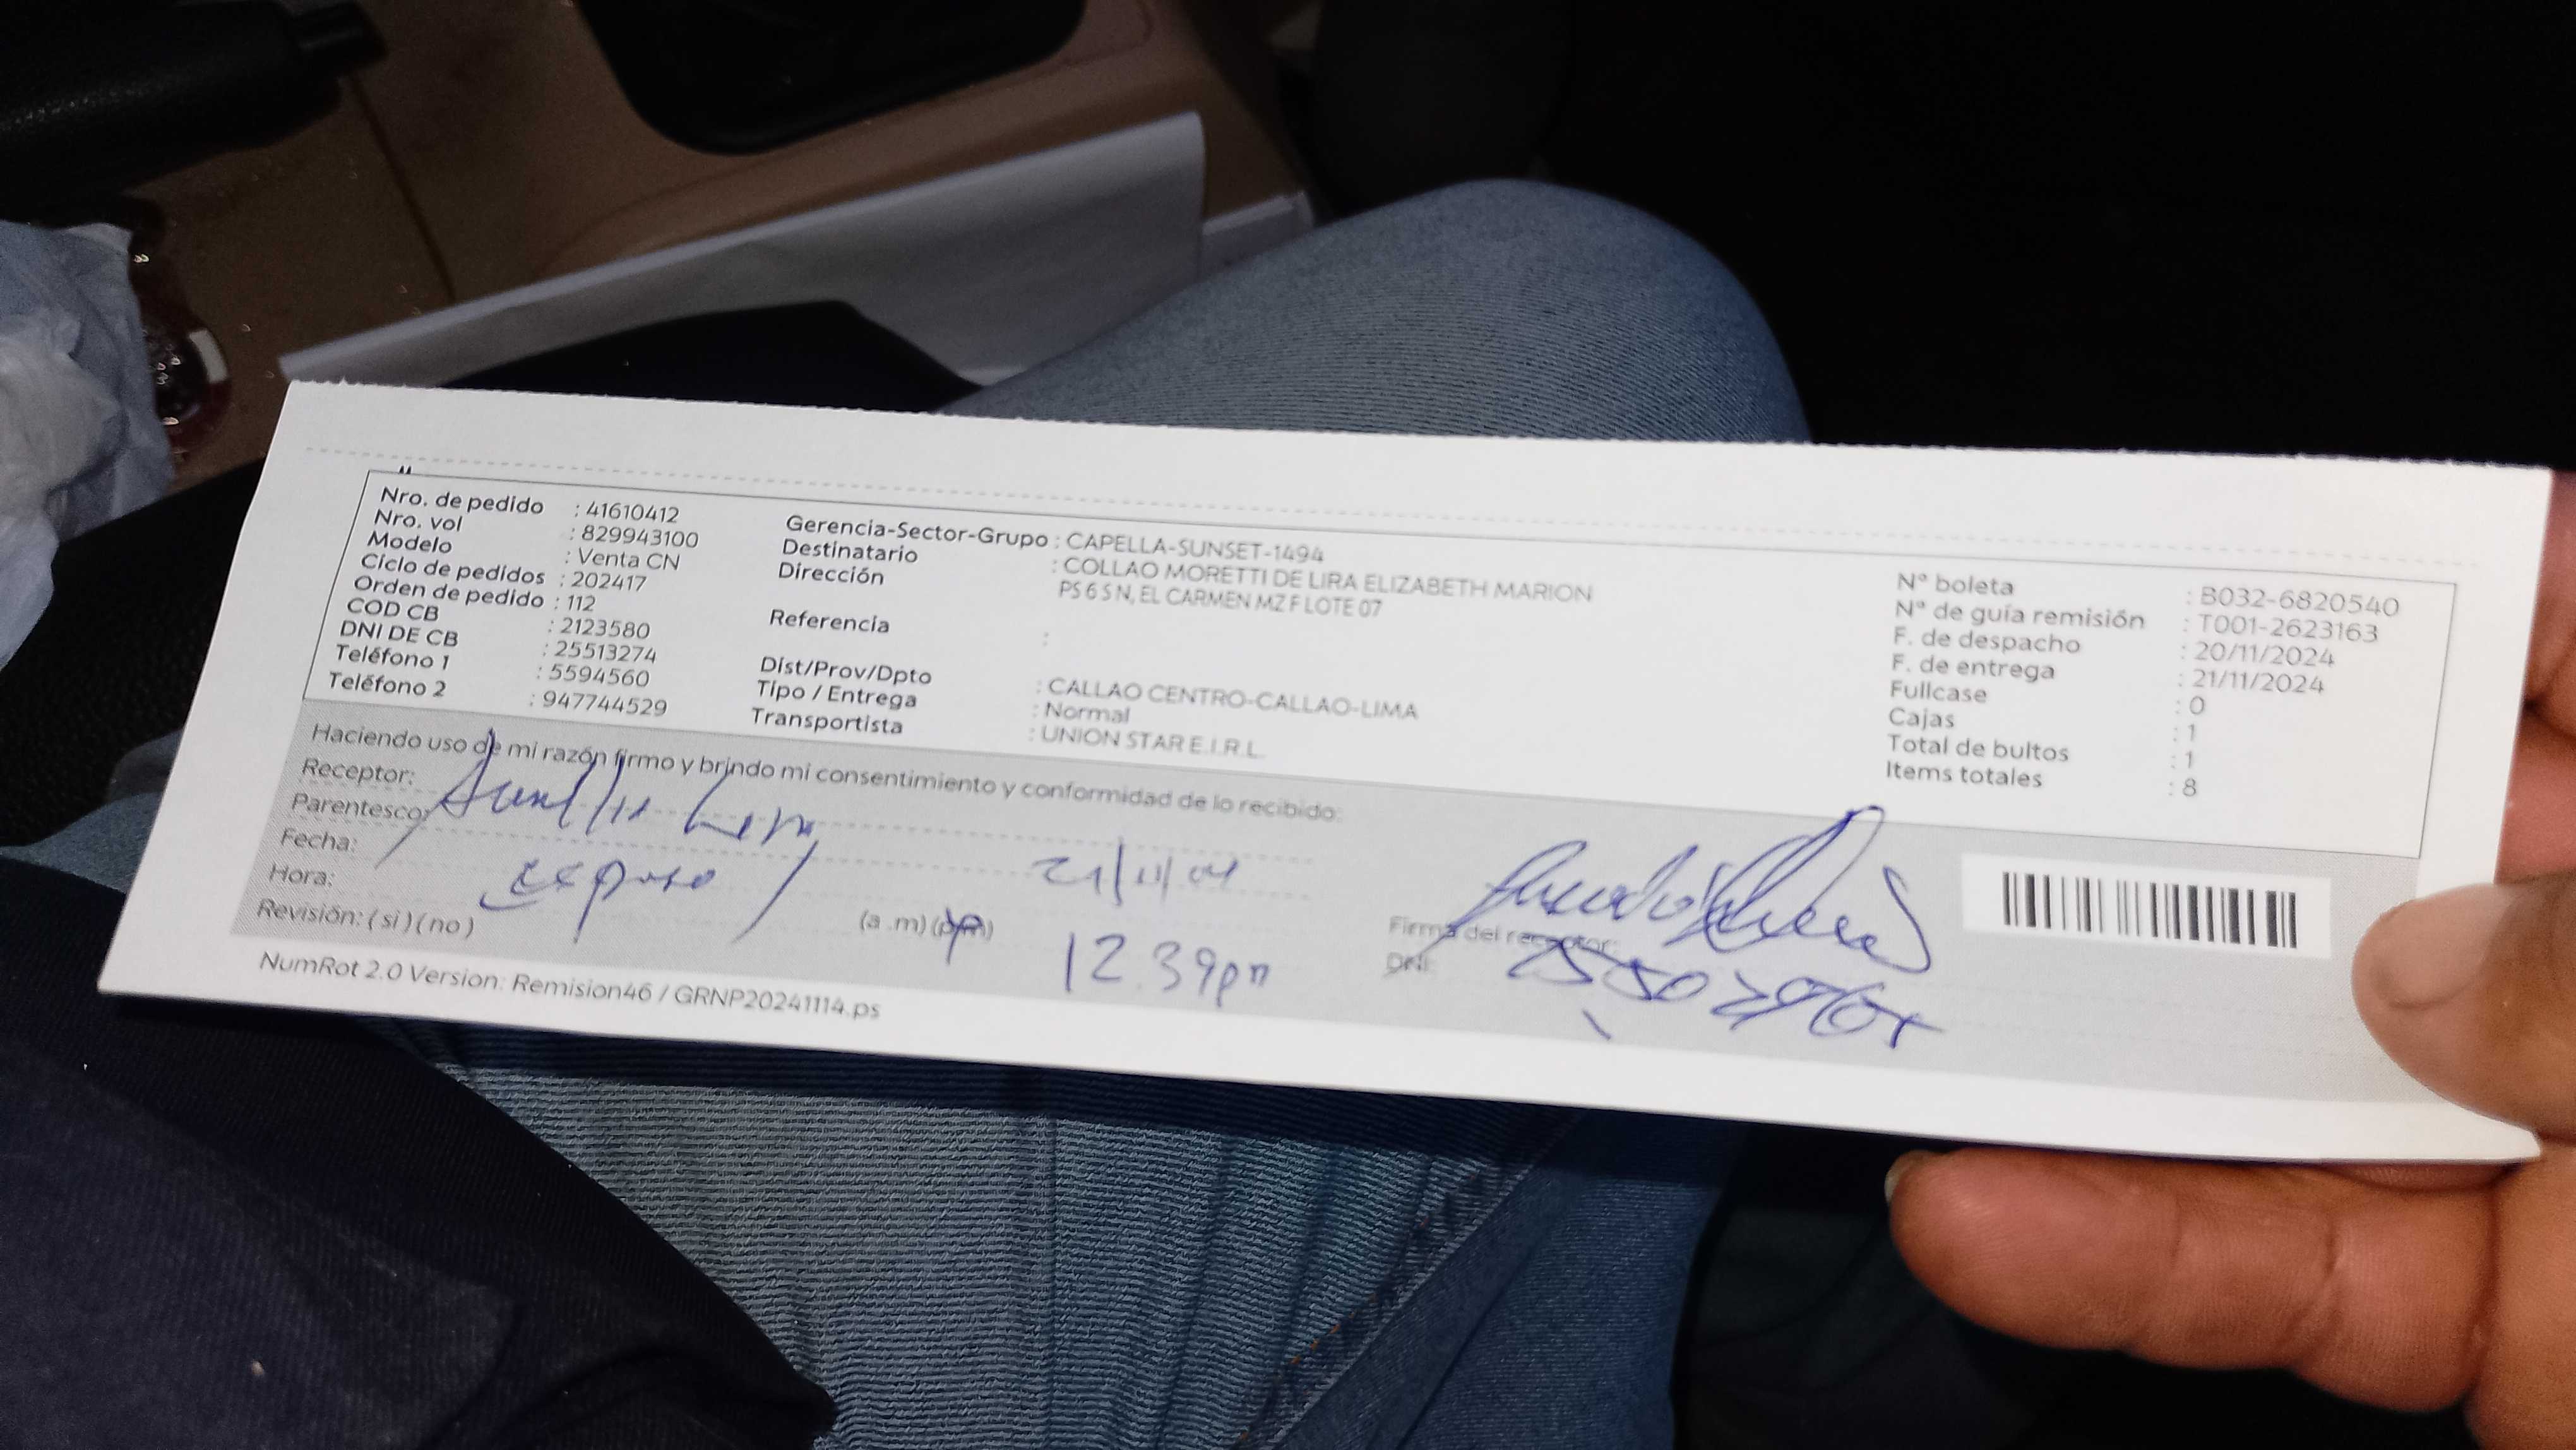 Nro. de pedido : 41610412
Nro. vol : 829943100
Modelo : Venta CN
Ciclo de pedidos : 202417
Orden de pedido : 112
COD CB : 2123580
DNI DE CB : 25513274
Teléfono 1 : 5594560
Teléfono 2 : 947744529
Gerencia-Sector-Grupo : CAPELLA-SUNSET-1494
Destinatario : COLLAO MORETTI DE LIRA ELIZABETH MARION
Dirección PS 6 S N, EL CARMEN MZ F LOTE 07
Referencia :
Dist/Prov/Dpto : CALLAO CENTRO-CALLAO-LIMA
Tipo / Entrega : Normal
Transportista : UNION STAR E.I.R.L.
N° boleta : B032-6820540
N° de guía remisión : T001-2623163
F. de despacho : 20/11/2024
F. de entrega : 21/11/2024
Fullcase : 0
Cajas : 1
Total de bultos : 1
Items totales : 8
Haciendo uso de mi razón firmo y brindo mi consentimiento y conformidad de lo recibido:
Receptor:
Parentesco: esposo
Fecha:
Hora: (a .m) (pm) 12.39pm
Revisión: ( si ) ( no )
Firma del receptor:
DNI:
NumRot 2.0 Version: Remision46 / GRNP20241114.ps